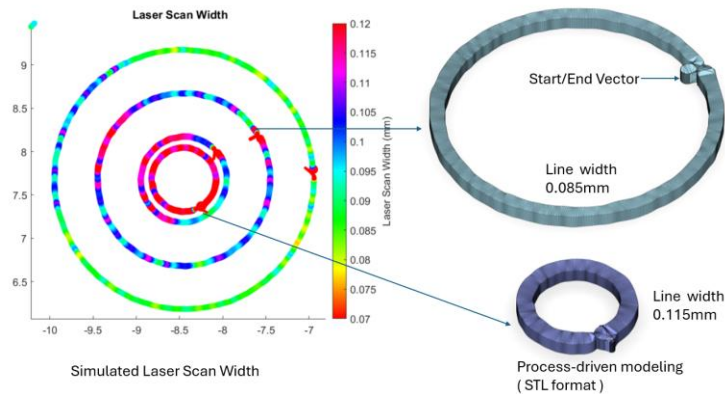 Laser Scan Width
9
8.5
8
7.5
7
6.5
-10
-9.5
-9
-8.5
-8
-7.5
-7
0.12
0.115
0.11
0.105
0.1
0.095
0.09
0.085
0.08
0.075
0.07
Laser Scan Width (mm)
Simulated Laser Scan Width
Start/End Vector
Line width
0.085mm
Line width
0.115mm
Process-driven modeling
( STL format )